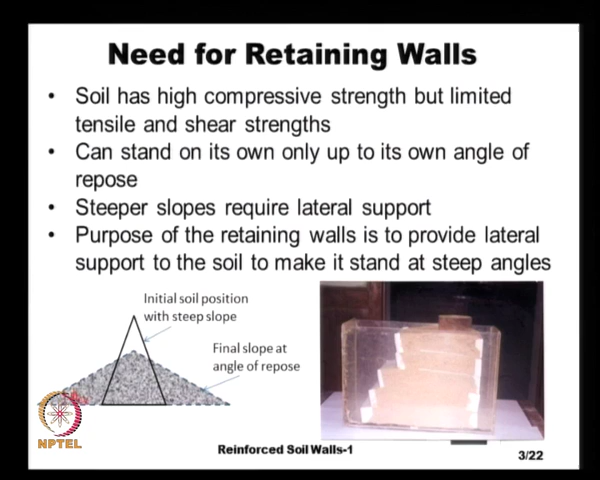 Need for Retaining Walls
• Soil has high compressive strength but limited
tensile and shear strengths
• Can stand on its own only up to its own angle of
repose
• Steeper slopes require lateral support
• Purpose of the retaining walls is to provide lateral
support to the soil to make it stand at steep angles
Initial soil position
with steep slope
Final slope at
angle of repose
NPTEL
Reinforced Soil Walls-1
3/22